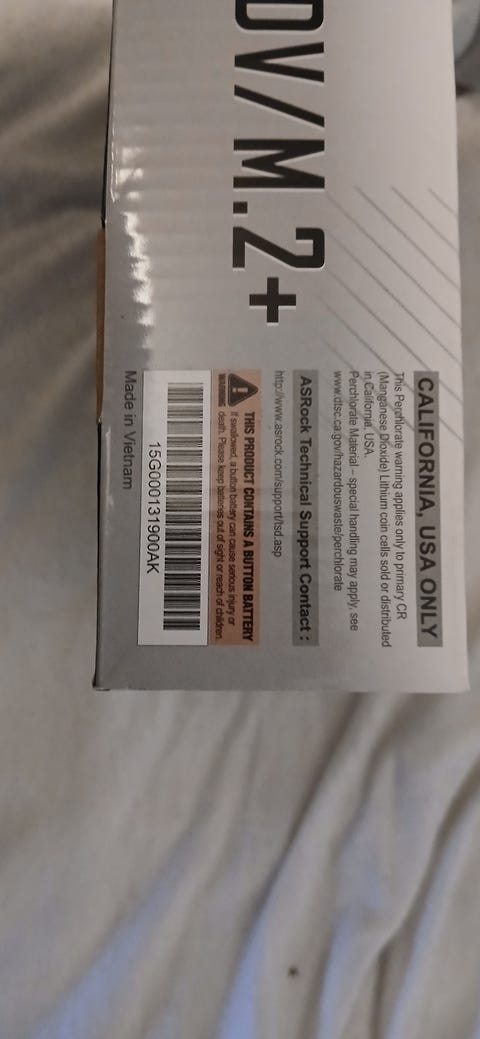 DV/M.2+
CALIFORNIA, USA ONLY
This Perchlorate warning applies only to primary CR
(Manganese Dioxide) Lithium coin cells sold or distributed
in California, USA.
Perchlorate Material – special handling may apply, see
www.dtsc.ca.gov/hazardouswaste/perchlorate
ASRock Technical Support Contact :
http://www.asrock.com/support/tsd.asp
WARNING
THIS PRODUCT CONTAINS A BUTTON BATTERY
If swallowed, a button battery can cause serious injury or
death. Please keep batteries out of sight or reach of children.
15G000131900AK
Made in Vietnam